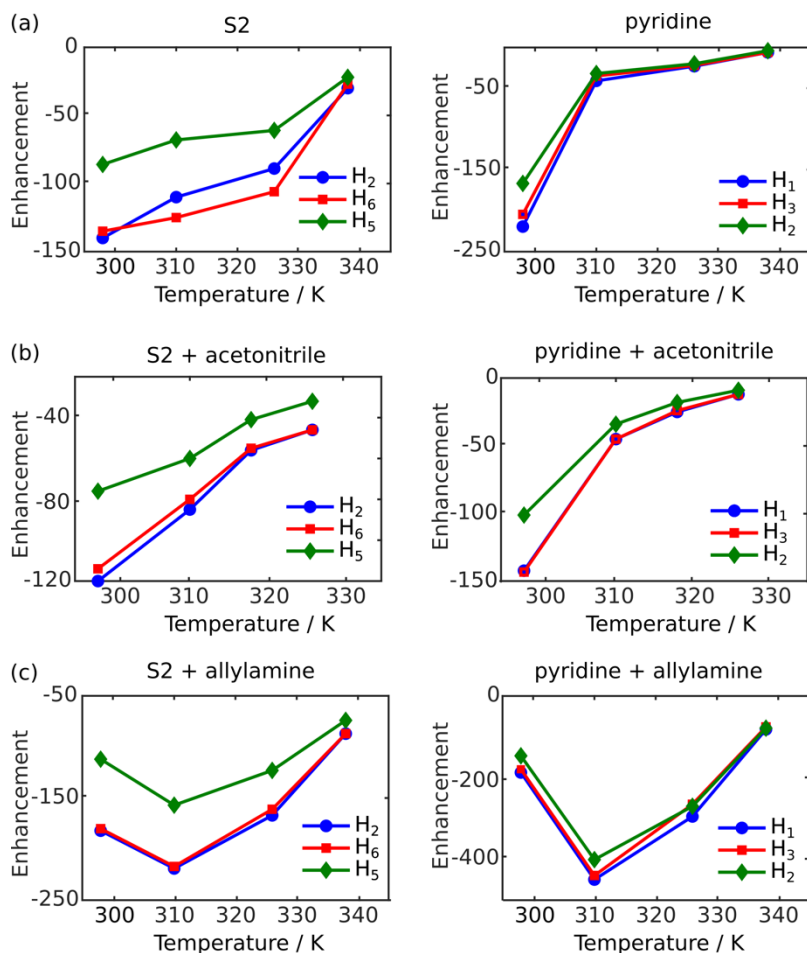 (a)
S2
0
-50
-100
-150
Enhancement
H2
H6
H5
300 310 320 330 340
Temperature / K
pyridine
-50
-150
-250
Enhancement
H1
H3
H2
300 310 320 330 340
Temperature / K
(b)
S2 + acetonitrile
-40
-80
-120
Enhancement
H2
H6
H5
300 310 320 330
Temperature / K
pyridine + acetonitrile
0
-50
-100
-150
Enhancement
H1
H3
H2
300 310 320 330
Temperature / K
(c)
S2 + allylamine
-50
-150
-250
Enhancement
H2
H6
H5
300 310 320 330 340
Temperature / K
pyridine + allylamine
0
-200
-400
Enhancement
H1
H3
H2
300 310 320 330 340
Temperature / K